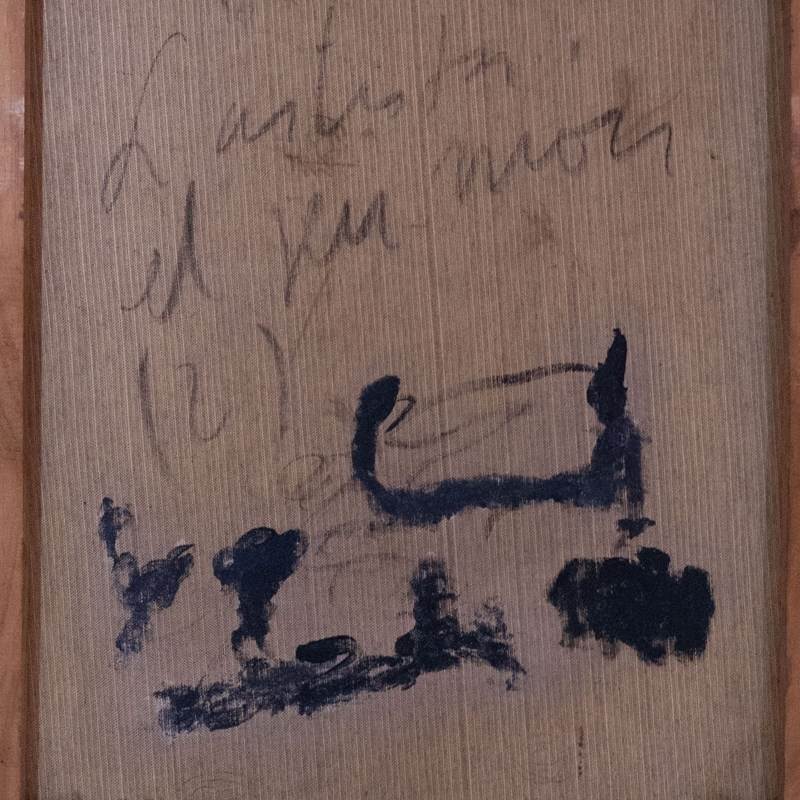 L'artista
el seu món
(2)